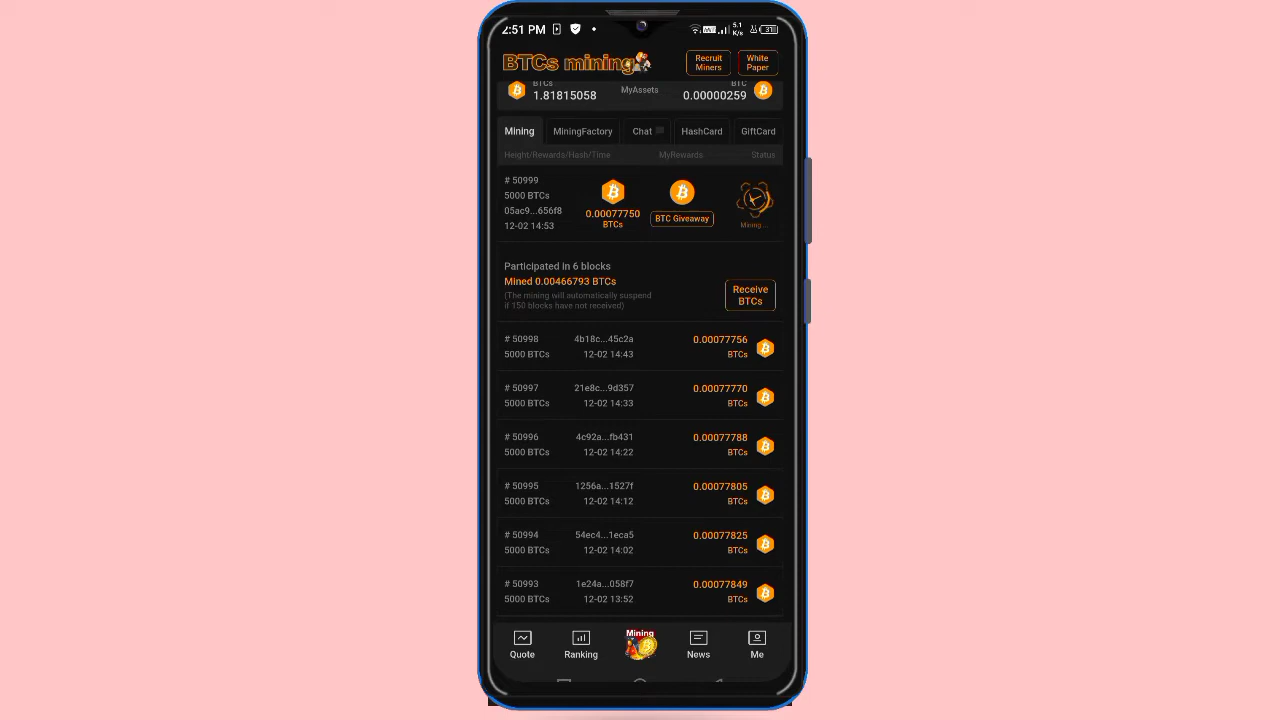 2:51 PM
5.1
K/s
31
BTCs mining
Recruit
Miners
White
Paper
BTCs
1.81815058
MyAssets
BTC
0.00000259
Mining
MiningFactory
Chat
HashCard
GiftCard
Height/Rewards/Hash/Time
MyRewards
Status
# 50999
5000 BTCs
05ac9...656f8
12-02 14:53
0.00077750
BTCs
BTC Giveaway
Mining...
Participated in 6 blocks
Mined 0.00466793 BTCs
(The mining will automatically suspend
if 150 blocks have not received)
Receive
BTCs
# 50998 4b18c...45c2a 0.00077756
5000 BTCs 12-02 14:43 BTCs
# 50997 21e8c...9d357 0.00077770
5000 BTCs 12-02 14:33 BTCs
# 50996 4c92a...fb431 0.00077788
5000 BTCs 12-02 14:22 BTCs
# 50995 1256a...1527f 0.00077805
5000 BTCs 12-02 14:12 BTCs
# 50994 54ec4...1eca5 0.00077825
5000 BTCs 12-02 14:02 BTCs
# 50993 1e24a...058f7 0.00077849
5000 BTCs 12-02 13:52 BTCs
Mining
Quote
Ranking
News
Me